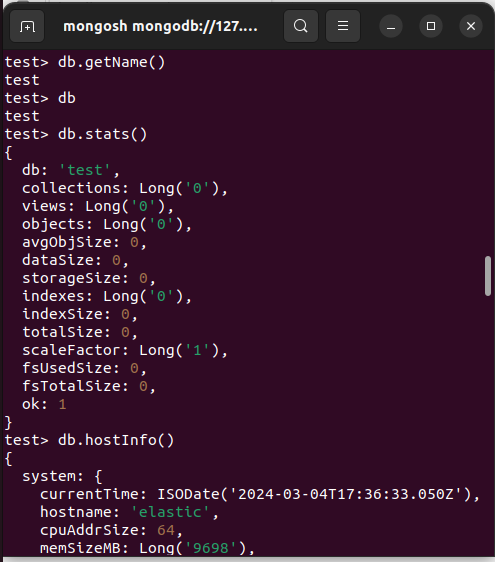 mongosh mongodb://127....
test> db.getName()
test
test> db
test
test> db.stats()
{
  db: 'test',
  collections: Long('0'),
  views: Long('0'),
  objects: Long('0'),
  avgObjSize: 0,
  dataSize: 0,
  storageSize: 0,
  indexes: Long('0'),
  indexSize: 0,
  totalSize: 0,
  scaleFactor: Long('1'),
  fsUsedSize: 0,
  fsTotalSize: 0,
  ok: 1
}
test> db.hostInfo()
{
  system: {
    currentTime: ISODate('2024-03-04T17:36:33.050Z'),
    hostname: 'elastic',
    cpuAddrSize: 64,
    memSizeMB: Long('9698'),